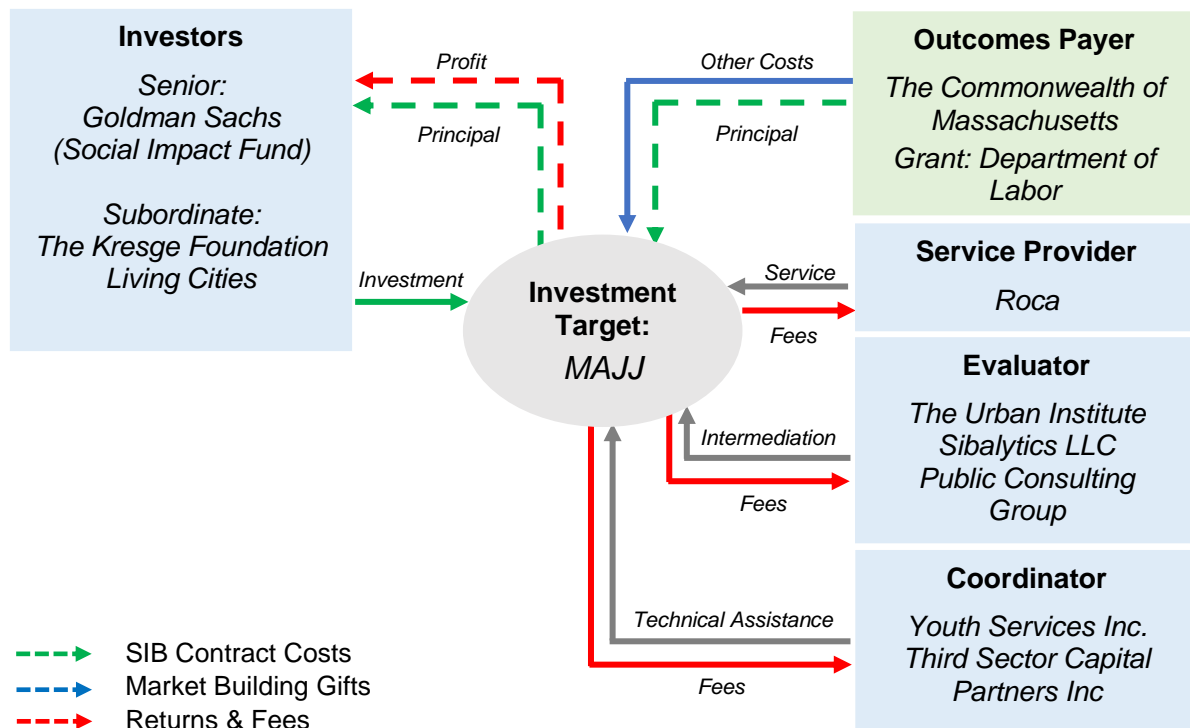 Investors
Senior:
Goldman Sachs
(Social Impact Fund)
Subordinate:
The Kresge Foundation
Living Cities
Profit
Principal
Investment
Other Costs
Principal
Outcomes Payer
The Commonwealth of
Massachusetts
Grant: Department of
Labor
Investment
Target:
MAJJ
Service
Fees
Service Provider
Roca
Intermediation
Fees
Evaluator
The Urban Institute
Sibalytics LLC
Public Consulting
Group
Technical Assistance
Fees
Coordinator
Youth Services Inc.
Third Sector Capital
Partners Inc
SIB Contract Costs
Market Building Gifts
Returns & Fees